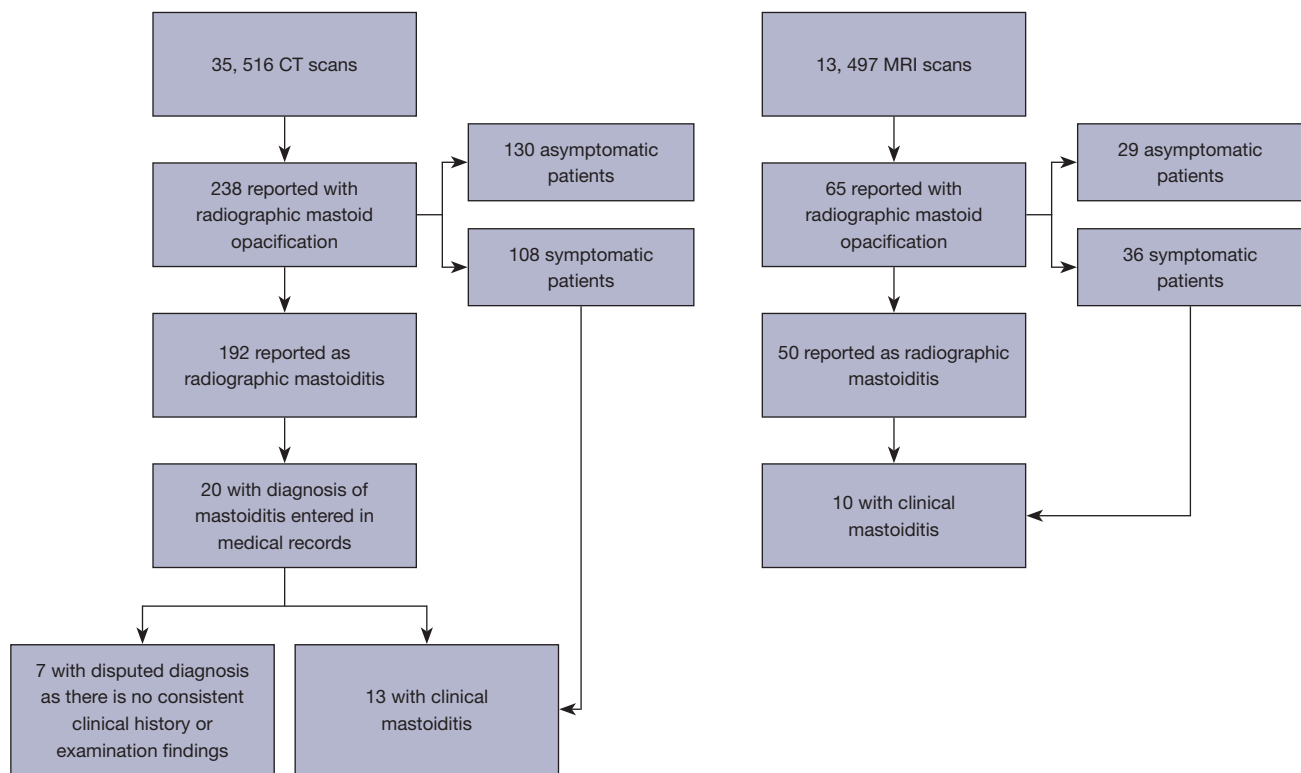 35, 516 CT scans
238 reported with
radiographic mastoid
opacification
130 asymptomatic
patients
108 symptomatic
patients
192 reported as
radiographic mastoiditis
20 with diagnosis of
mastoiditis entered in
medical records
7 with disputed diagnosis
as there is no consistent
clinical history or
examination findings
13 with clinical
mastoiditis
13, 497 MRI scans
65 reported with
radiographic mastoid
opacification
29 asymptomatic
patients
36 symptomatic
patients
50 reported as radiographic
mastoiditis
10 with clinical
mastoiditis